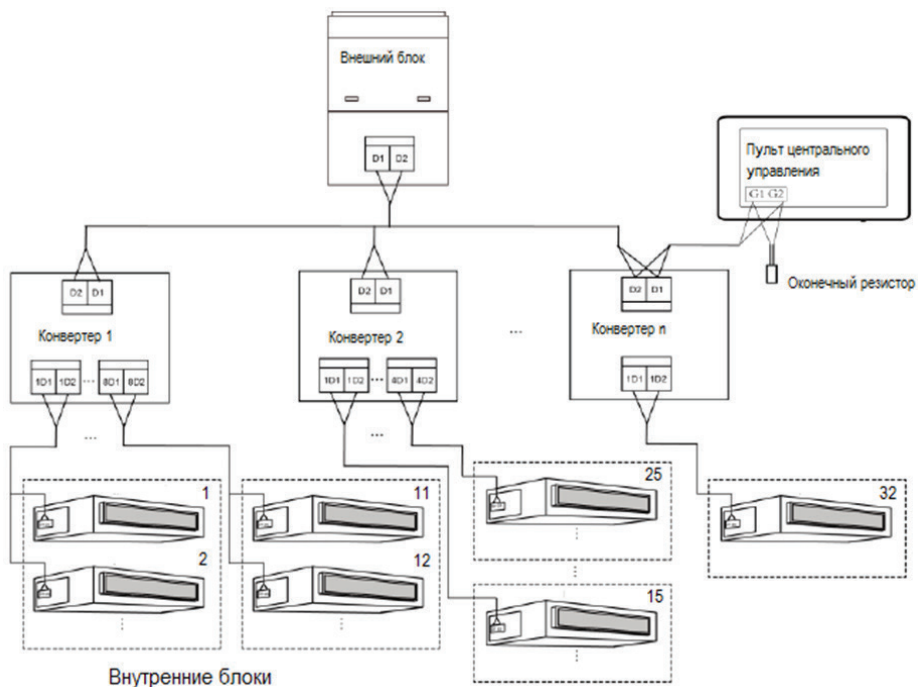 Внешний блок
D1 D2
Пульт центрального
управления
G1 G2
Оконечный резистор
D2 D1
Конвертер 1
1D1 1D2 ... 8D1 8D2
...
D2 D1
Конвертер 2
1D1 1D2 ... 4D1 4D2
...
...
D2 D1
Конвертер n
1D1 1D2
1
2
11
12
25
15
32
Внутренние блоки